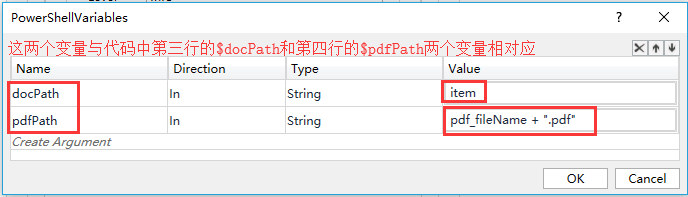 PowerShellVariables
这两个变量与代码中第三行的$docPath和第四行的$pdfPath两个变量相对应
Name Direction Type Value
docPath In String item
pdfPath In String pdf_fileName + ".pdf"
Create Argument
OK Cancel